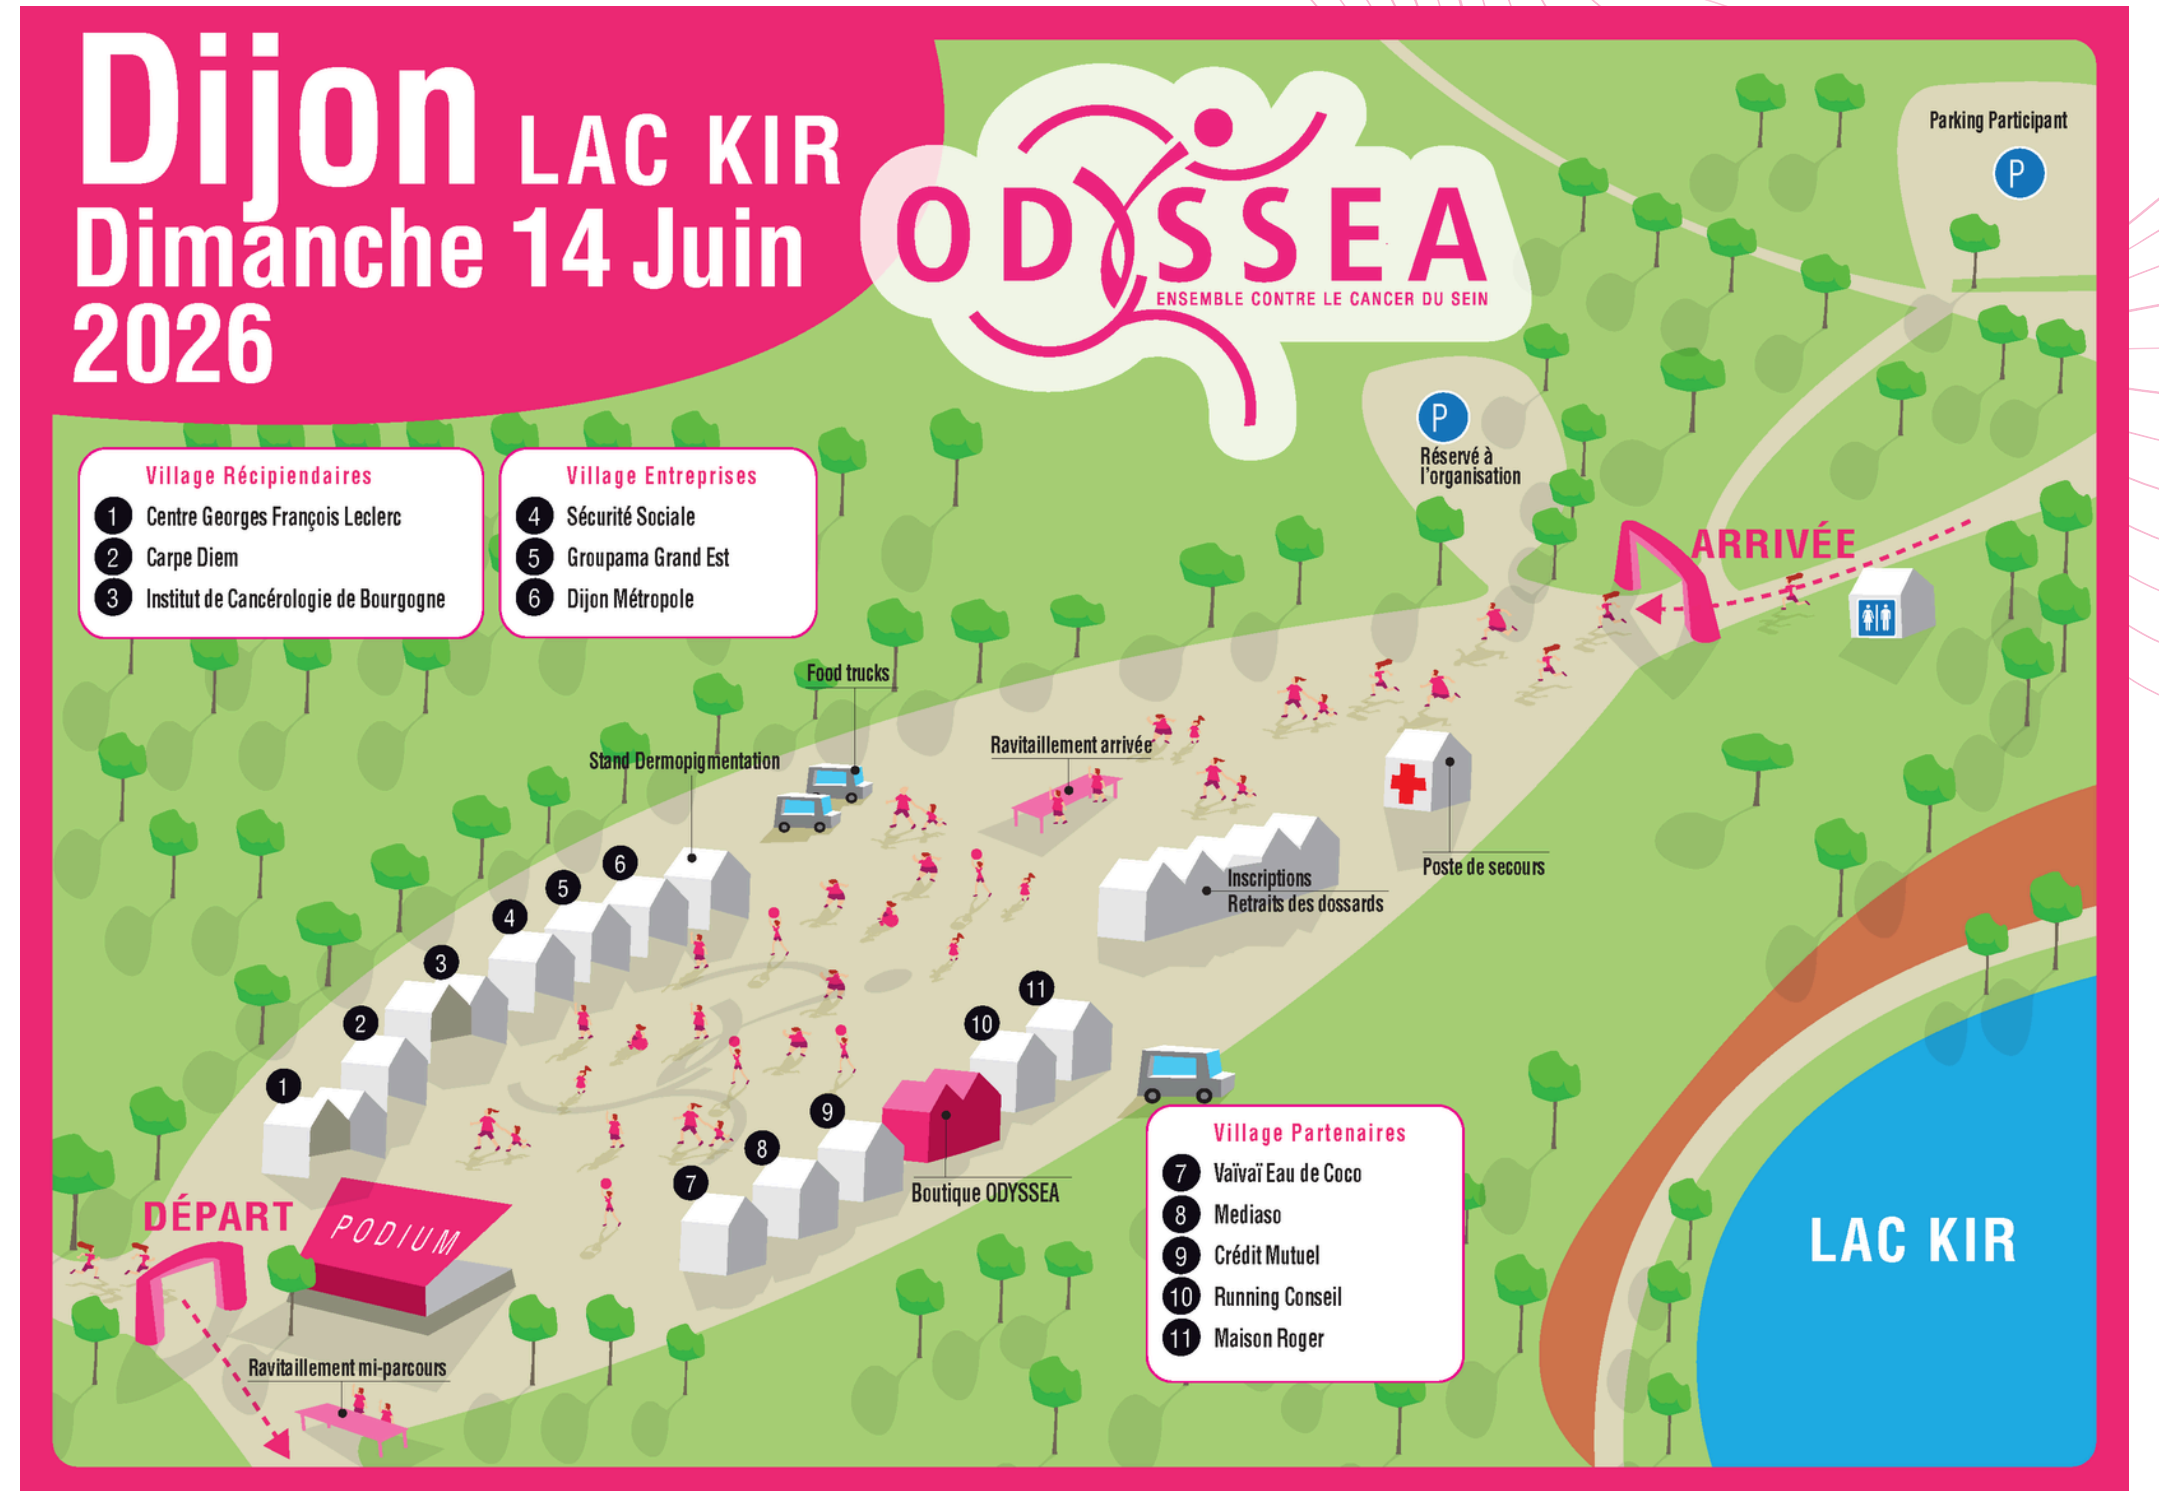 Dijon LAC KIR
Dimanche 14 Juin
2026
ODYSSEA
ENSEMBLE CONTRE LE CANCER DU SEIN
Parking Participant
P
P
Réservé à
l'organisation
Village Récipiendaires
1 Centre Georges François Leclerc
2 Carpe Diem
3 Institut de Cancérologie de Bourgogne
Village Entreprises
4 Sécurité Sociale
5 Groupama Grand Est
6 Dijon Métropole
ARRIVÉE
Food trucks
Stand Dermopigmentation
Ravitaillement arrivée
Poste de secours
Inscriptions
Retraits des dossards
6
5
4
3
2
1
11
10
9
8
7
Boutique ODYSSEA
DÉPART
PODIUM
Ravitaillement mi-parcours
Village Partenaires
7 Vaïvaï Eau de Coco
8 Mediaso
9 Crédit Mutuel
10 Running Conseil
11 Maison Roger
LAC KIR